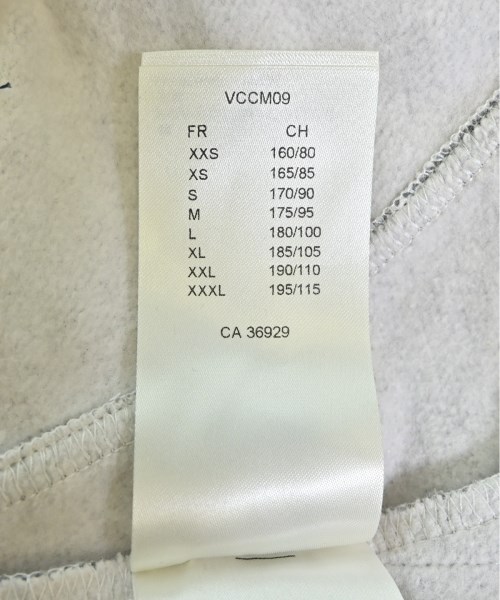 VCCM09
FR CH
XXS 160/80
XS 165/85
S 170/90
M 175/95
L 180/100
XL 185/105
XXL 190/110
XXXL 195/115
CA 36929